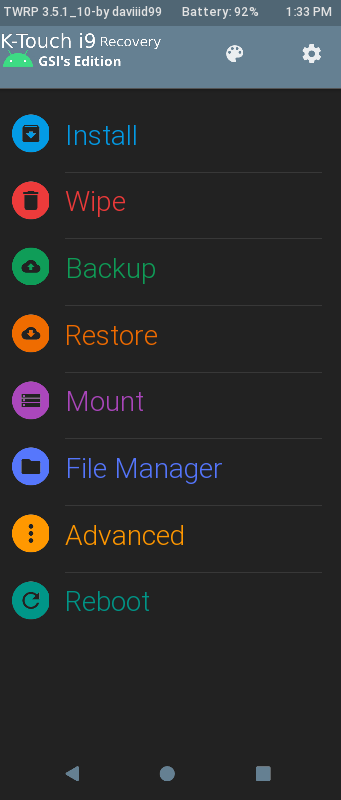 TWRP 3.5.1_10-by daviiid99 Battery: 92% 1:33 PM
K-Touch i9 Recovery
GSI's Edition
Install
Wipe
Backup
Restore
Mount
File Manager
Advanced
Reboot